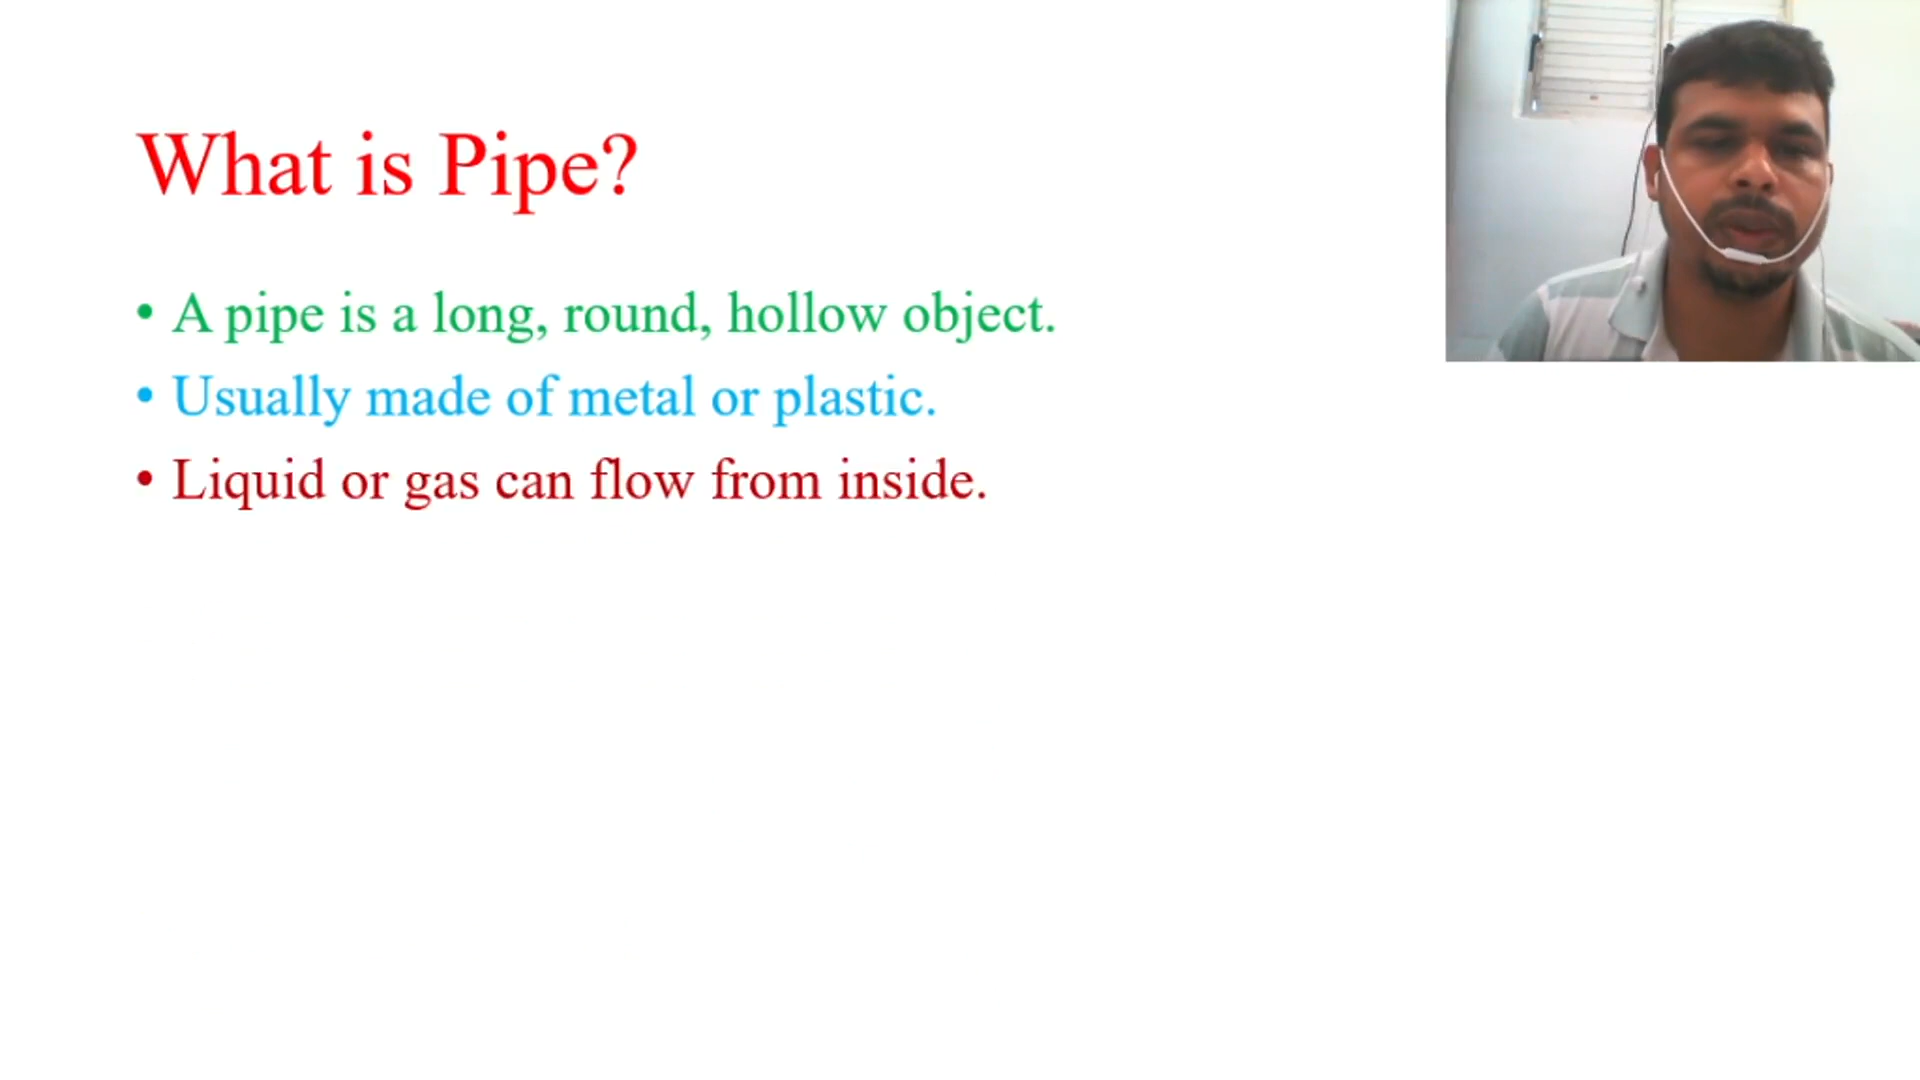 What is Pipe?
• A pipe is a long, round, hollow object.
• Usually made of metal or plastic.
• Liquid or gas can flow from inside.